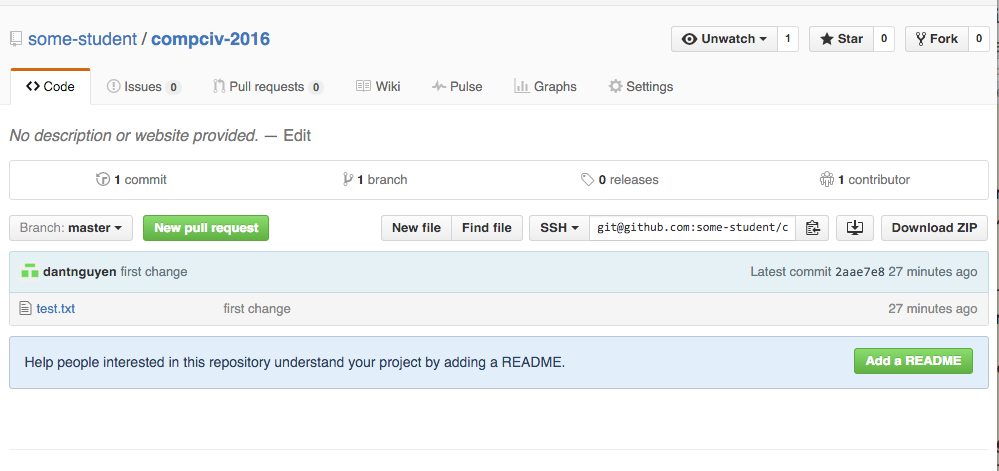 some-student / compciv-2016
Unwatch 1 Star 0 Fork 0
Code Issues 0 Pull requests 0 Wiki Pulse Graphs Settings
No description or website provided. — Edit
1 commit 1 branch 0 releases 1 contributor
Branch: master New pull request New file Find file SSH git@github.com:some-student/c Download ZIP
dantnguyen first change Latest commit 2aae7e8 27 minutes ago
test.txt first change 27 minutes ago
Help people interested in this repository understand your project by adding a README. Add a README